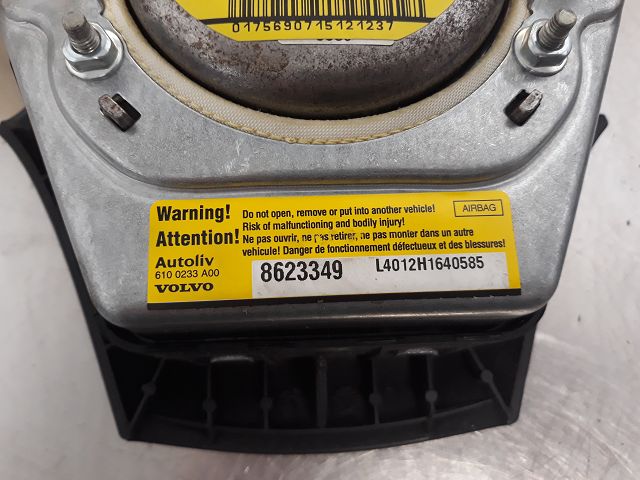 0175690715121237
Warning! Do not open, remove or put into another vehicle!
Risk of malfunctioning and bodily injury!
AIRBAG
Attention! Ne pas ouvrir, ne pas retirer, ne pas monter dans un autre
vehicule! Danger de fonctionnement défectueux et des blessures!
Autoliv
610 0233 A00
VOLVO
8623349
L4012H1640585